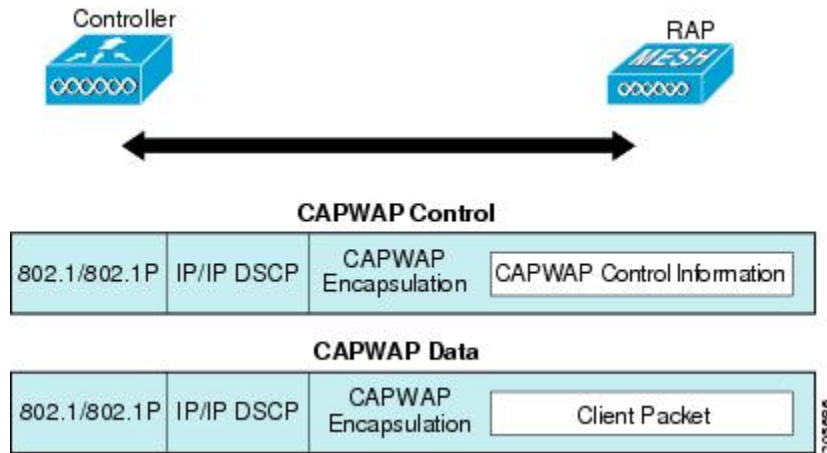 Controller
RAP
MESH
CAPWAP Control
802.1/802.1P IP/IP DSCP CAPWAP Encapsulation CAPWAP Control Information
CAPWAP Data
802.1/802.1P IP/IP DSCP CAPWAP Encapsulation Client Packet